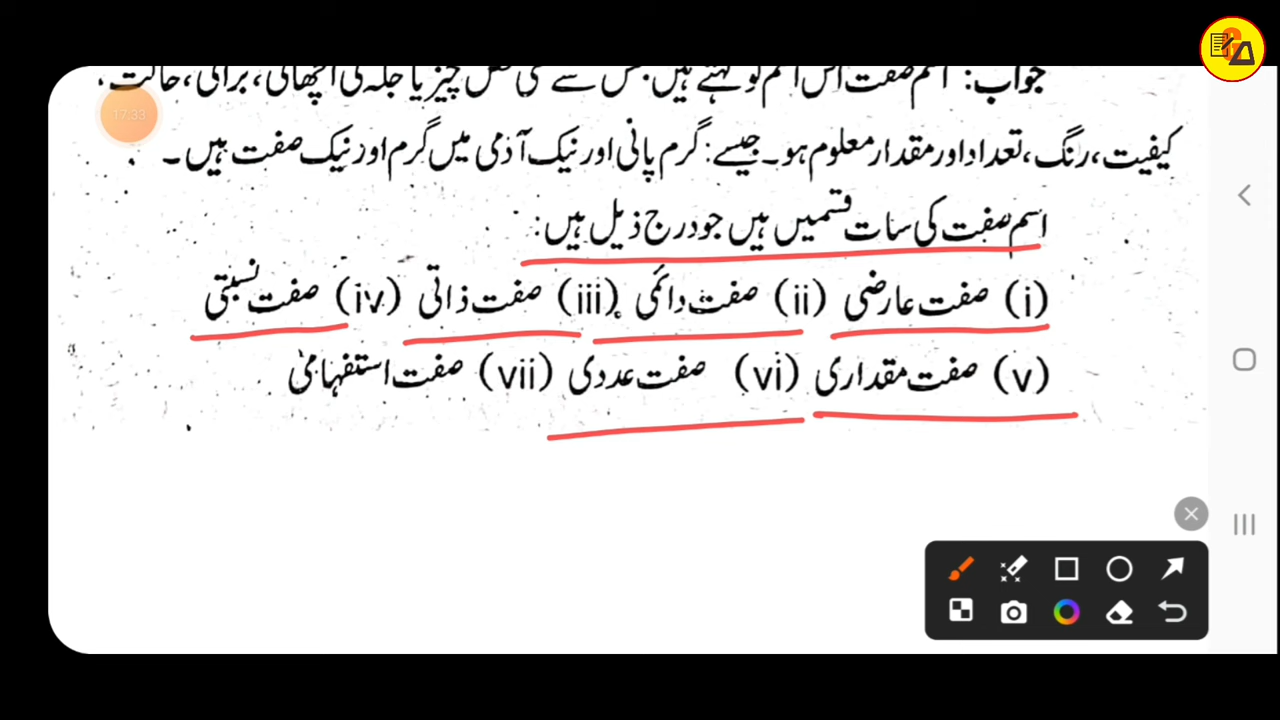 جواب: اسم صفت اس اسم کو کہتے ہیں جس سے کسی شخص چیز یا جگہ کی اچھائی، برائی، حالت،
17:33
کیفیت، رنگ، تعداد اور مقدار معلوم ہو۔ جیسے: گرم پانی اور نیک آدمی میں گرم اور نیک صفت ہیں۔
اسم صفت کی سات قسمیں ہیں جو درج ذیل ہیں:
(i) صفت عارضی (ii) صفت دائمی (iii) صفت ذاتی (iv) صفت نسبتی
(v) صفت مقداری (vi) صفت عددی (vii) صفت استفہامی